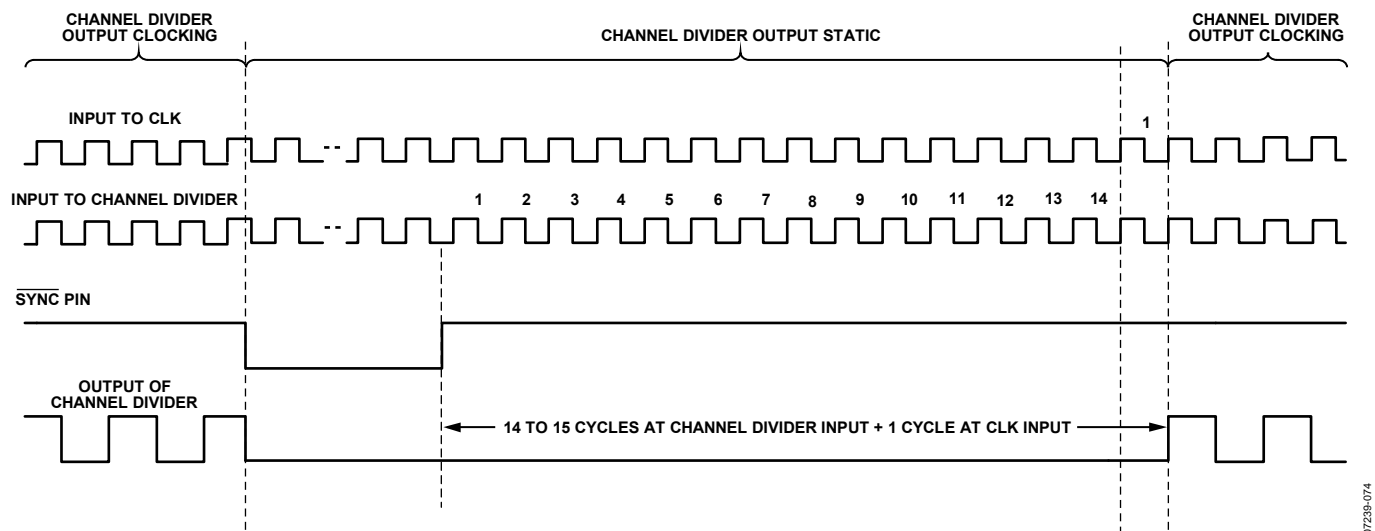 CHANNEL DIVIDER
OUTPUT CLOCKING
CHANNEL DIVIDER OUTPUT STATIC
CHANNEL DIVIDER
OUTPUT CLOCKING
INPUT TO CLK
1
INPUT TO CHANNEL DIVIDER
1 2 3 4 5 6 7 8 9 10 11 12 13 14
SYNC PIN
OUTPUT OF
CHANNEL DIVIDER
14 TO 15 CYCLES AT CHANNEL DIVIDER INPUT + 1 CYCLE AT CLK INPUT
07239-074